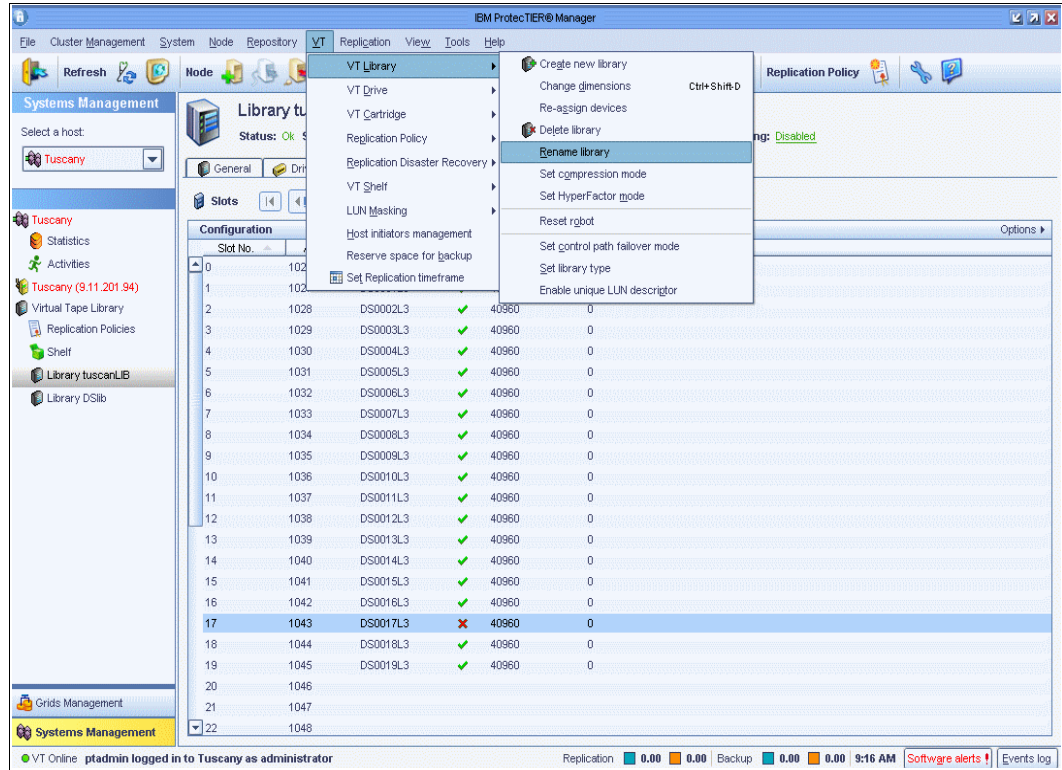 IBM ProtecTIER® Manager
File Cluster Management System Node Repository VT Replication View Tools Help
Refresh Node Replication Policy
Systems Management
Select a host:
Tuscany
Library tu
Status: Ok S
ng: Disabled
General Dri
Slots
Configuration Options
Slot No. A
VT Library
VT Drive
VT Cartridge
Replication Policy
Replication Disaster Recovery
VT Shelf
LUN Masking
Host initiators management
Reserve space for backup
Set Replication timeframe
Create new library
Change dimensions Ctrl+Shift-D
Re-assign devices
Delete library
Rename library
Set compression mode
Set HyperFactor mode
Reset robot
Set control path failover mode
Set library type
Enable unique LUN descriptor
Tuscany
Statistics
Activities
Tuscany (9.11.201.94)
Virtual Tape Library
Replication Policies
Shelf
Library tuscanLIB
Library DSlib
0 102
1 102
2 1028 DS0002L3 40960 0
3 1029 DS0003L3 40960 0
4 1030 DS0004L3 40960 0
5 1031 DS0005L3 40960 0
6 1032 DS0006L3 40960 0
7 1033 DS0007L3 40960 0
8 1034 DS0008L3 40960 0
9 1035 DS0009L3 40960 0
10 1036 DS0010L3 40960 0
11 1037 DS0011L3 40960 0
12 1038 DS0012L3 40960 0
13 1039 DS0013L3 40960 0
14 1040 DS0014L3 40960 0
15 1041 DS0015L3 40960 0
16 1042 DS0016L3 40960 0
17 1043 DS0017L3 40960 0
18 1044 DS0018L3 40960 0
19 1045 DS0019L3 40960 0
20 1046
21 1047
22 1048
Grids Management
Systems Management
VT Online ptadmin logged in to Tuscany as administrator
Replication 0.00 0.00 Backup 0.00 0.00 9:16 AM Software alerts ! Events log